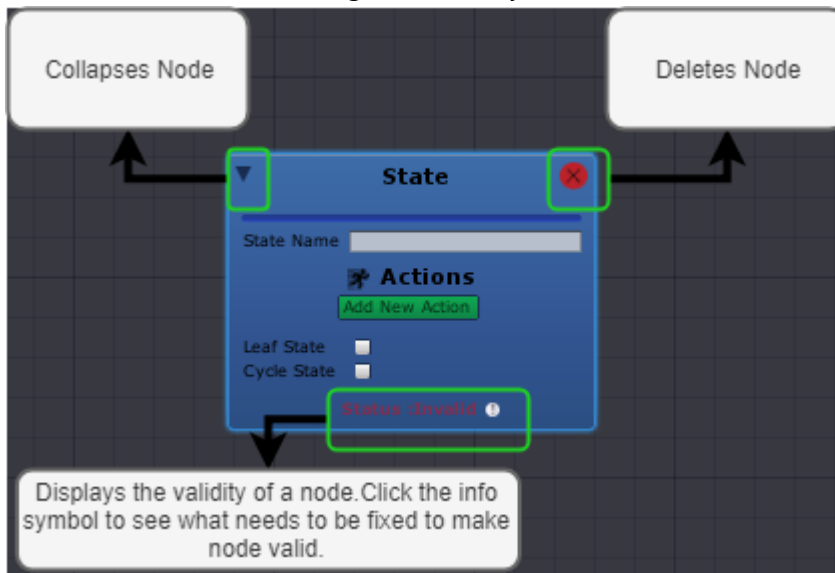 Collapses Node
Deletes Node
State
State Name
Actions
Add New Action
Leaf State
Cycle State
Status :Invalid
Displays the validity of a node.Click the info
symbol to see what needs to be fixed to make
node valid.